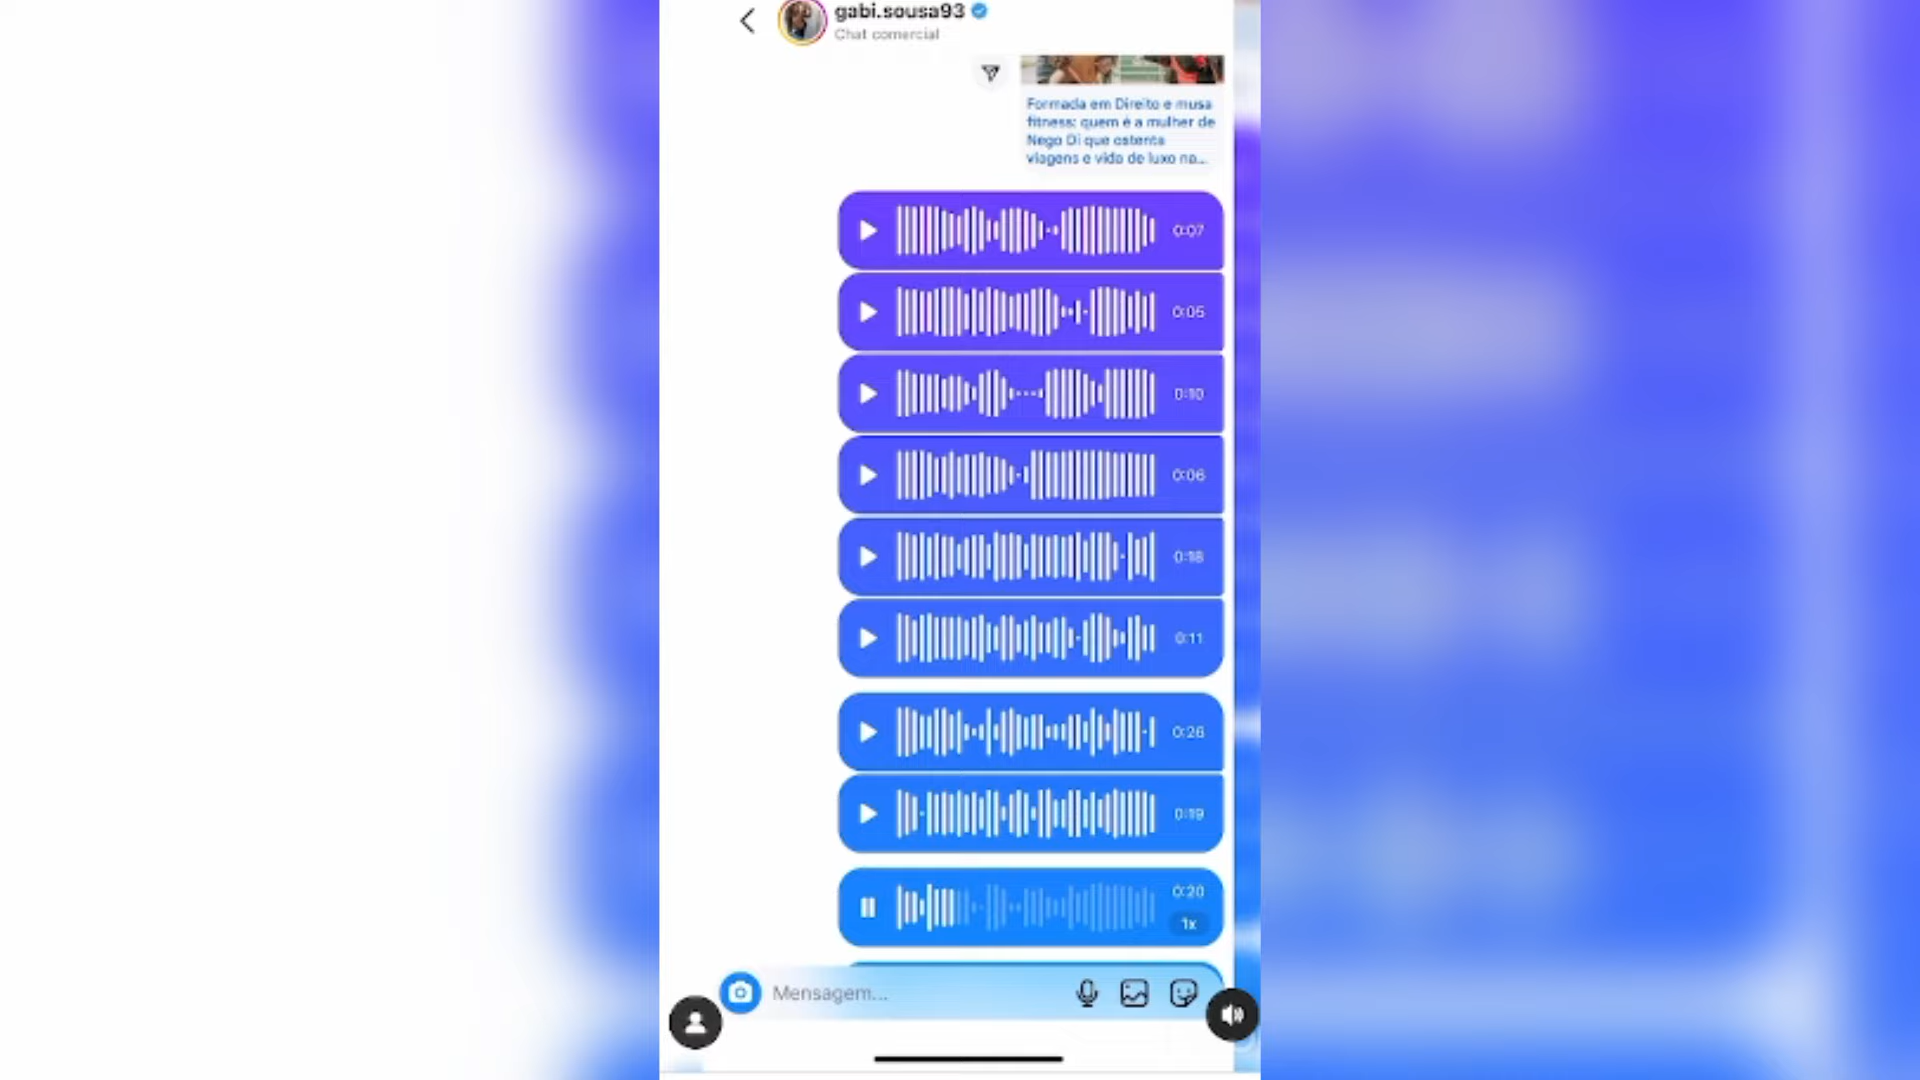 gabi.sousa93
Chat comercial
Formada em Direito e musa
fitness: quem é a mulher de
Nego Di que ostenta
viagens e vida de luxo na...
0:07
0:05
0:10
0:06
0:18
0:11
0:26
0:19
0:20
1x
Mensagem...